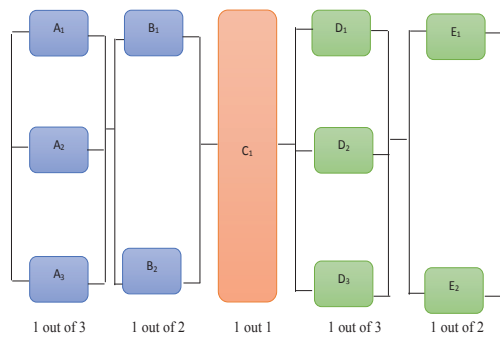 A₁ B₁ D₁ E₁
A₂ C₁ D₂
A₃ B₂ D₃ E₂
1 out of 3 1 out of 2 1 out 1 1 out of 3 1 out of 2